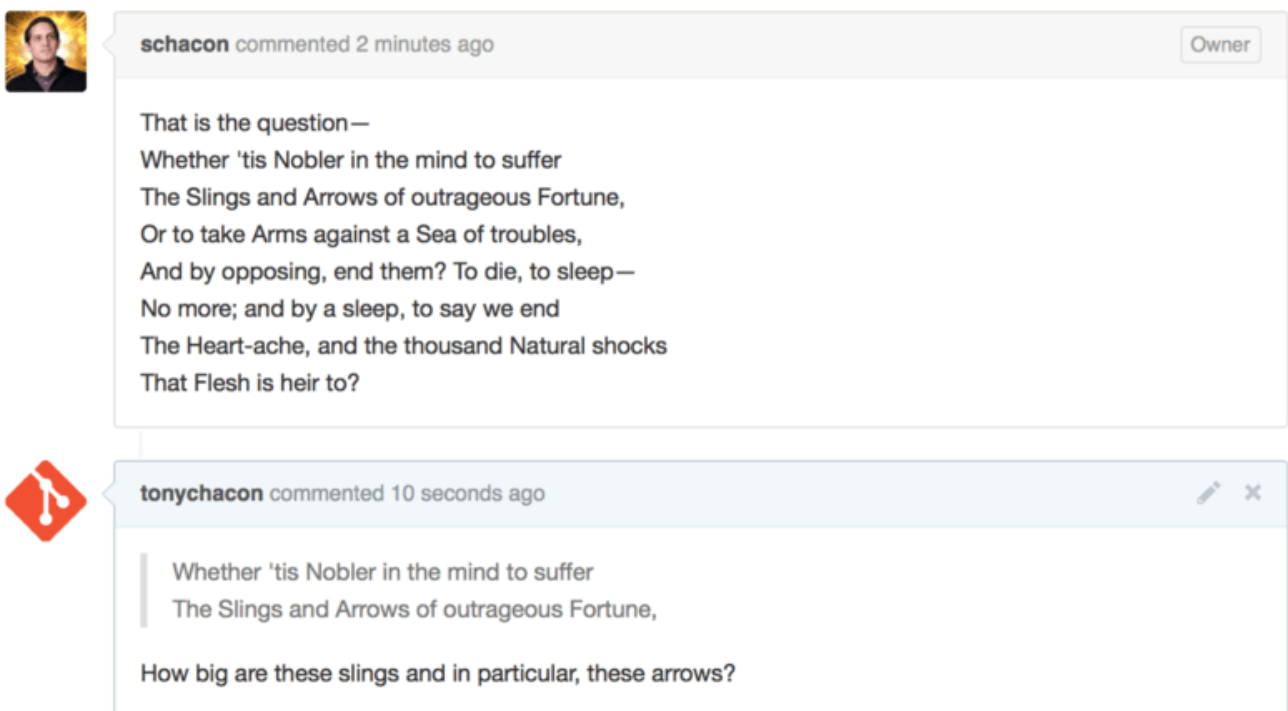 schacon commented 2 minutes ago Owner
That is the question—
Whether 'tis Nobler in the mind to suffer
The Slings and Arrows of outrageous Fortune,
Or to take Arms against a Sea of troubles,
And by opposing, end them? To die, to sleep—
No more; and by a sleep, to say we end
The Heart-ache, and the thousand Natural shocks
That Flesh is heir to?
tonychacon commented 10 seconds ago
Whether 'tis Nobler in the mind to suffer
The Slings and Arrows of outrageous Fortune,
How big are these slings and in particular, these arrows?